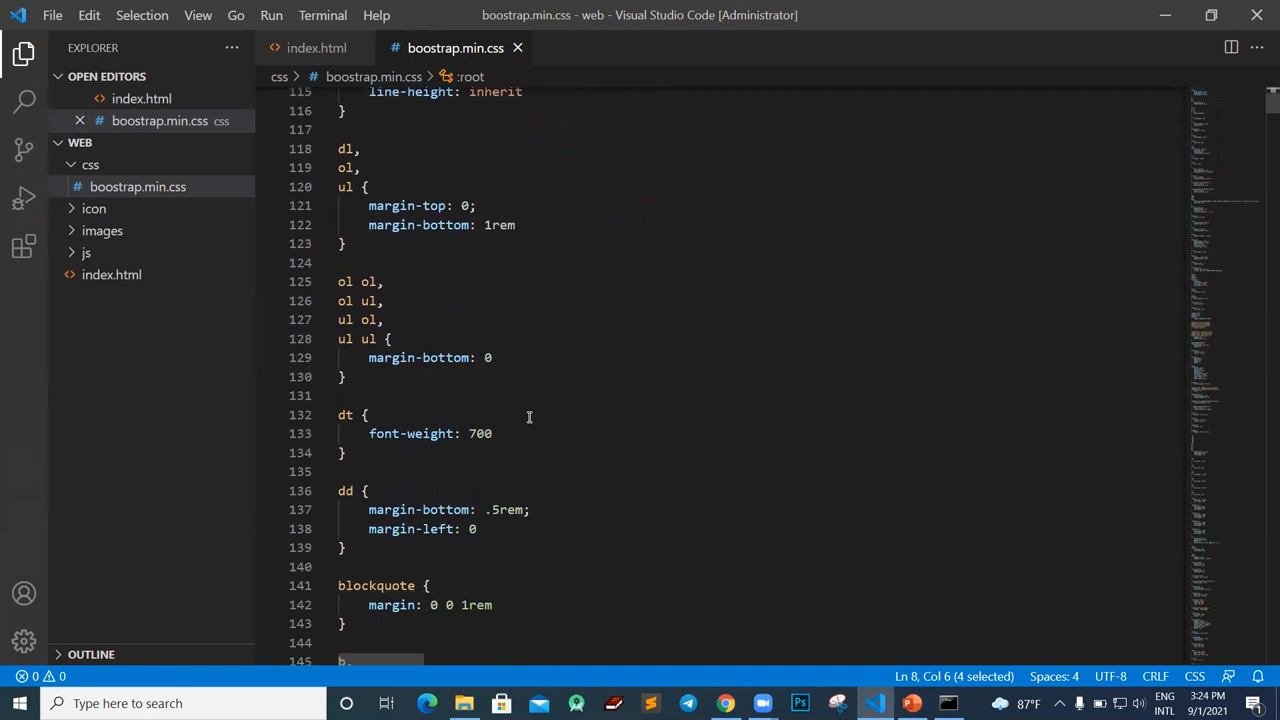 File Edit Selection View Go Run Terminal Help
boostrap.min.css - web - Visual Studio Code [Administrator]
EXPLORER
OPEN EDITORS
index.html
boostrap.min.css css
WEB
css
boostrap.min.css
icon
images
js
index.html
OUTLINE
index.html
boostrap.min.css
css > boostrap.min.css > :root
115 line-height: inherit
116 }
117
118 dl,
119 ol,
120 ul {
121 margin-top: 0;
122 margin-bottom: 1rem
123 }
124
125 ol ol,
126 ol ul,
127 ul ol,
128 ul ul {
129 margin-bottom: 0
130 }
131
132 dt {
133 font-weight: 700
134 }
135
136 dd {
137 margin-bottom: .5rem;
138 margin-left: 0
139 }
140
141 blockquote {
142 margin: 0 0 1rem
143 }
144
145 b,
0 0
Ln 8, Col 6 (4 selected) Spaces: 4 UTF-8 CRLF CSS
Type here to search
Ps
87°F
ENG
INTL
3:24 PM
9/1/2021